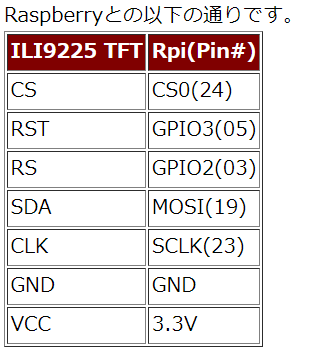 Raspberryとの以下の通りです。
ILI9225 TFT Rpi(Pin#)
CS CS0(24)
RST GPIO3(05)
RS GPIO2(03)
SDA MOSI(19)
CLK SCLK(23)
GND GND
VCC 3.3V